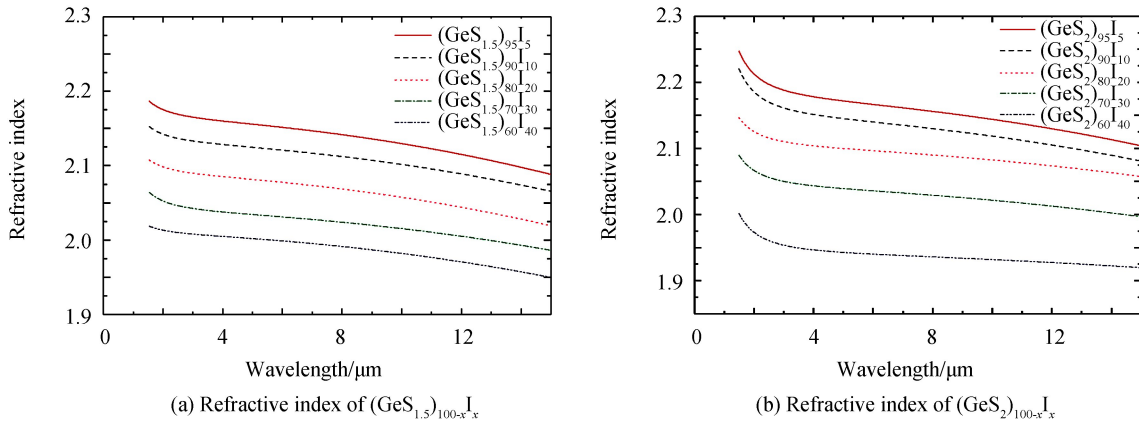 2.3
2.2
2.1
2.0
1.9
0
4
8
12
Refractive index
Wavelength/μm
(GeS1.5)95I5
(GeS1.5)90I10
(GeS1.5)80I20
(GeS1.5)70I30
(GeS1.5)60I40
(a) Refractive index of (GeS1.5)100-xIx
2.3
2.2
2.1
2.0
1.9
0
4
8
12
Refractive index
Wavelength/μm
(GeS2)95I5
(GeS2)90I10
(GeS2)80I20
(GeS2)70I30
(GeS2)60I40
(b) Refractive index of (GeS2)100-xIx